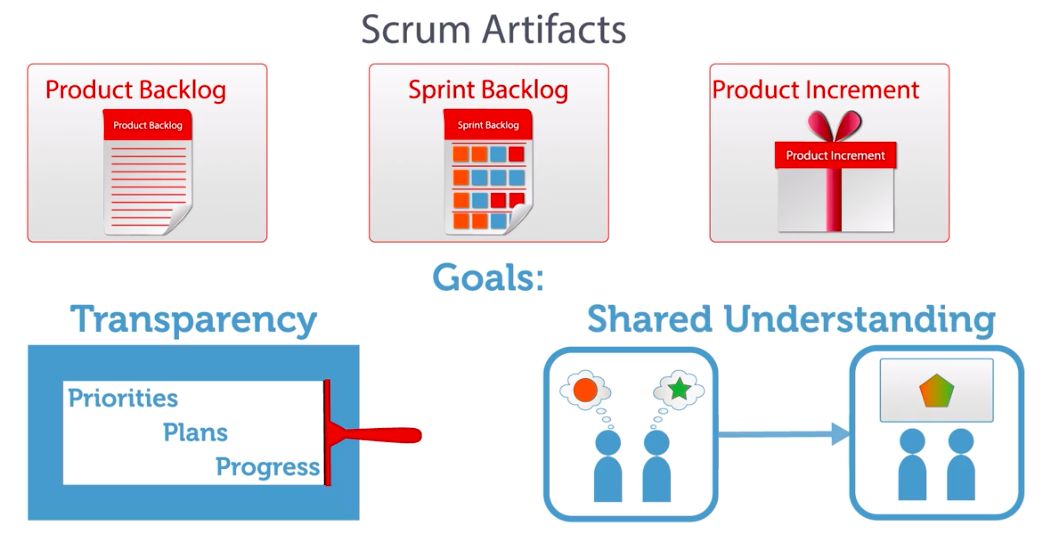 Scrum Artifacts
Product Backlog
Product Backlog
Sprint Backlog
Sprint Backlog
Product Increment
Product Increment
Goals:
Transparency
Priorities
Plans
Progress
Shared Understanding